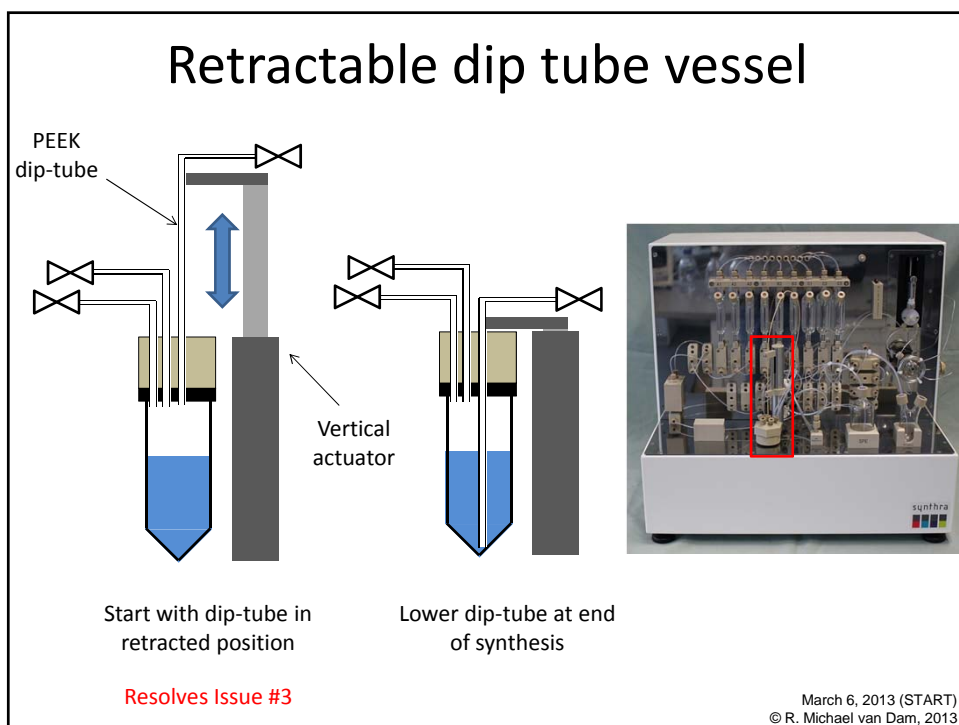 Retractable dip tube vessel
PEEK
dip-tube
Vertical
actuator
Start with dip-tube in
retracted position
Resolves Issue #3
Lower dip-tube at end
of synthesis
synthra
March 6, 2013 (START)
© R. Michael van Dam, 2013